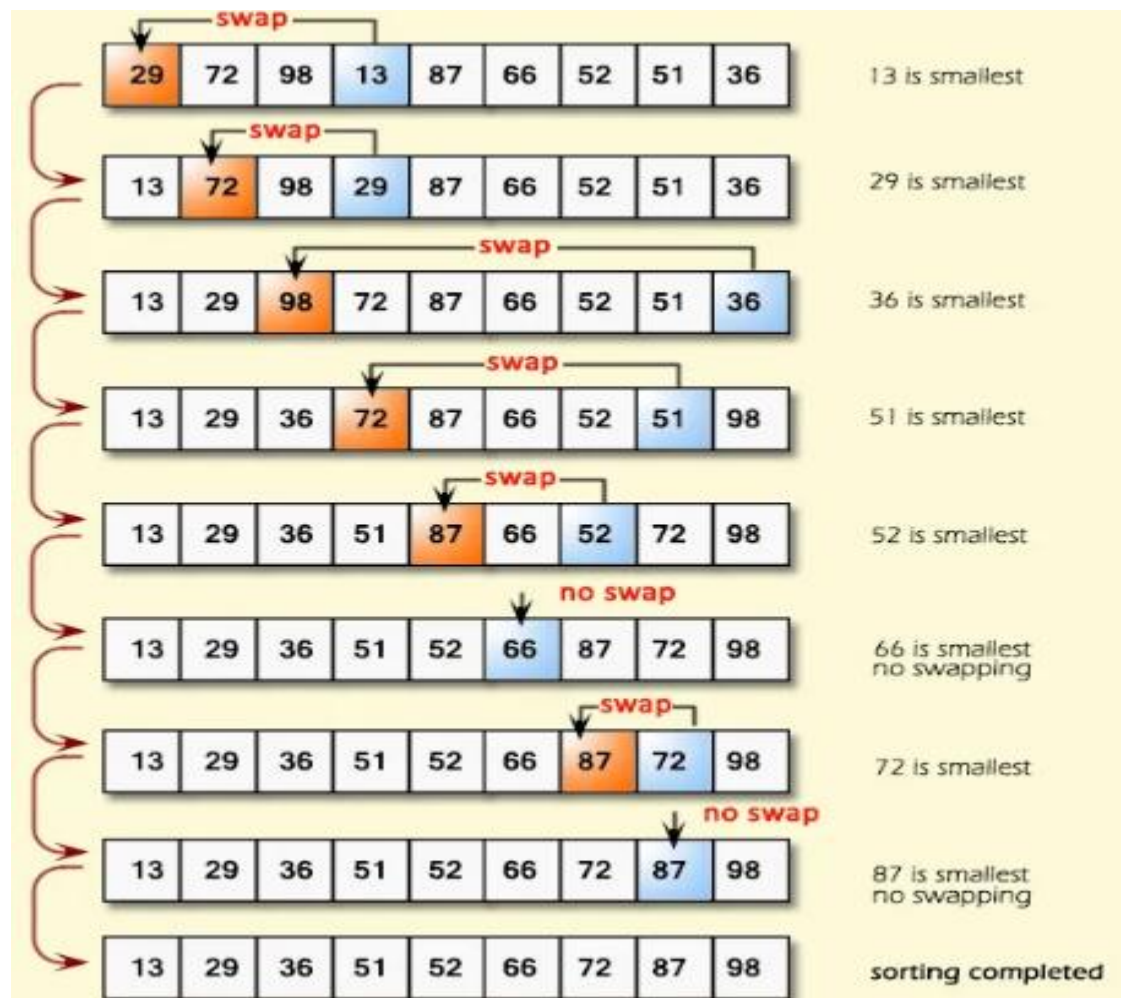 swap
29 72 98 13 87 66 52 51 36 13 is smallest
swap
13 72 98 29 87 66 52 51 36 29 is smallest
swap
13 29 98 72 87 66 52 51 36 36 is smallest
swap
13 29 36 72 87 66 52 51 98 51 is smallest
swap
13 29 36 51 87 66 52 72 98 52 is smallest
no swap
13 29 36 51 52 66 87 72 98 66 is smallest
no swapping
swap
13 29 36 51 52 66 87 72 98 72 is smallest
no swap
13 29 36 51 52 66 72 87 98 87 is smallest
no swapping
13 29 36 51 52 66 72 87 98 sorting completed